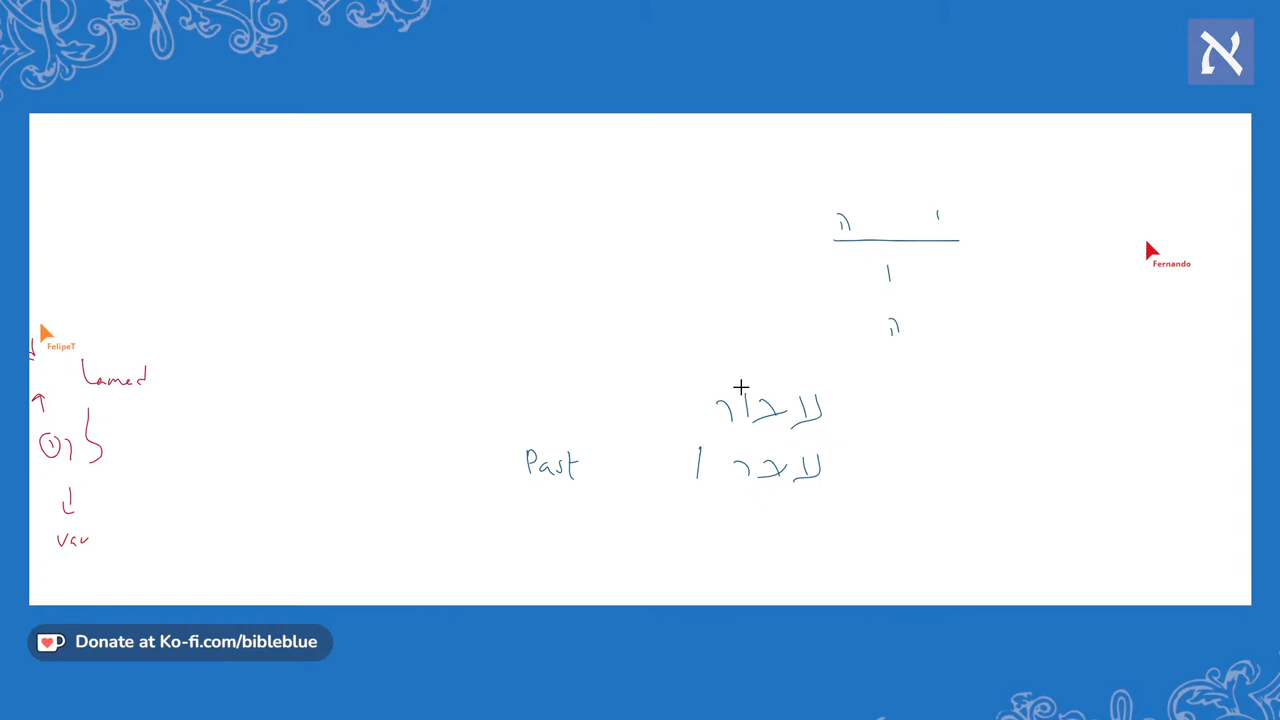 א
ה י
Fernando
ו
ה
FelipeT
Lamed
עבור
עבר ו Past
Vav
Donate at Ko-fi.com/bibleblue